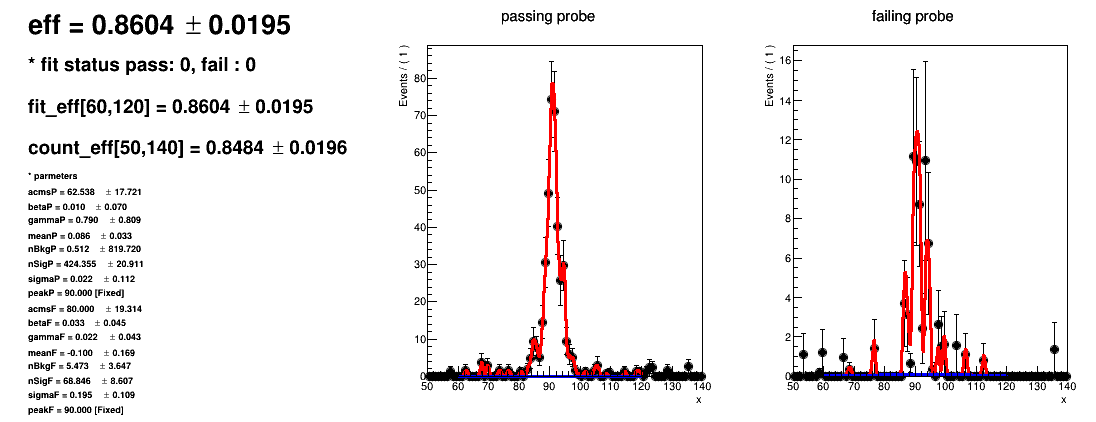 eff = 0.8604 ± 0.0195
* fit status pass: 0, fail : 0
fit_eff[60,120] = 0.8604 ± 0.0195
count_eff[50,140] = 0.8484 ± 0.0196
* parmeters
acmsP = 62.538 ± 17.721
betaP = 0.010 ± 0.070
gammaP = 0.790 ± 0.809
meanP = 0.086 ± 0.033
nBkgP = 0.512 ± 819.720
nSigP = 424.355 ± 20.911
sigmaP = 0.022 ± 0.112
peakP = 90.000 [Fixed]
acmsF = 80.000 ± 19.314
betaF = 0.033 ± 0.045
gammaF = 0.022 ± 0.043
meanF = -0.100 ± 0.169
nBkgF = 5.473 ± 3.647
nSigF = 68.846 ± 8.607
sigmaF = 0.195 ± 0.109
peakF = 90.000 [Fixed]
passing probe
Events / ( 1 )
80
70
60
50
40
30
20
10
0
50 60 70 80 90 100 110 120 130 140
x
failing probe
Events / ( 1 )
16
14
12
10
8
6
4
2
0
50 60 70 80 90 100 110 120 130 140
x